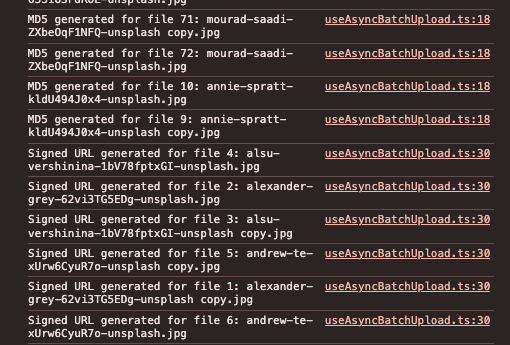 MD5 generated for file 71: mourad-saadi- useAsyncBatchUpload.ts:18
ZXbeOqF1NFQ-unsplash copy.jpg
MD5 generated for file 72: mourad-saadi- useAsyncBatchUpload.ts:18
ZXbeOqF1NFQ-unsplash.jpg
MD5 generated for file 10: annie-spratt- useAsyncBatchUpload.ts:18
kldU494J0x4-unsplash.jpg
MD5 generated for file 9: annie-spratt- useAsyncBatchUpload.ts:18
kldU494J0x4-unsplash copy.jpg
Signed URL generated for file 4: alsu- useAsyncBatchUpload.ts:30
vershinina-1bV78fptxGI-unsplash.jpg
Signed URL generated for file 2: alexander- useAsyncBatchUpload.ts:30
grey-62vi3TG5EDg-unsplash.jpg
Signed URL generated for file 3: alsu- useAsyncBatchUpload.ts:30
vershinina-1bV78fptxGI-unsplash copy.jpg
Signed URL generated for file 5: andrew-te- useAsyncBatchUpload.ts:30
xUrw6CyuR7o-unsplash copy.jpg
Signed URL generated for file 1: alexander- useAsyncBatchUpload.ts:30
grey-62vi3TG5EDg-unsplash copy.jpg
Signed URL generated for file 6: andrew-te- useAsyncBatchUpload.ts:30
xUrw6CyuR7o-unsplash.jpg